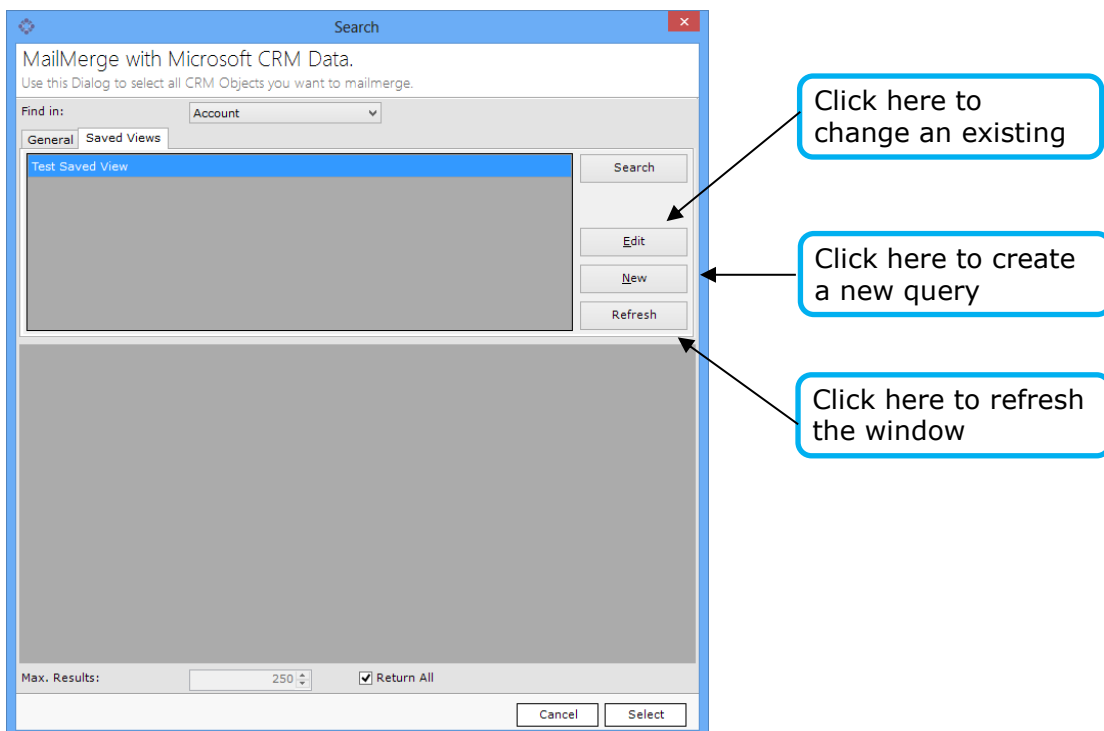 Search
MailMerge with Microsoft CRM Data.
Use this Dialog to select all CRM Objects you want to mailmerge.
Find in:
Account
General
Saved Views
Test Saved View
Search
Edit
New
Refresh
Max. Results:
250
Return All
Cancel
Select
Click here to
change an existing
Click here to create
a new query
Click here to refresh
the window